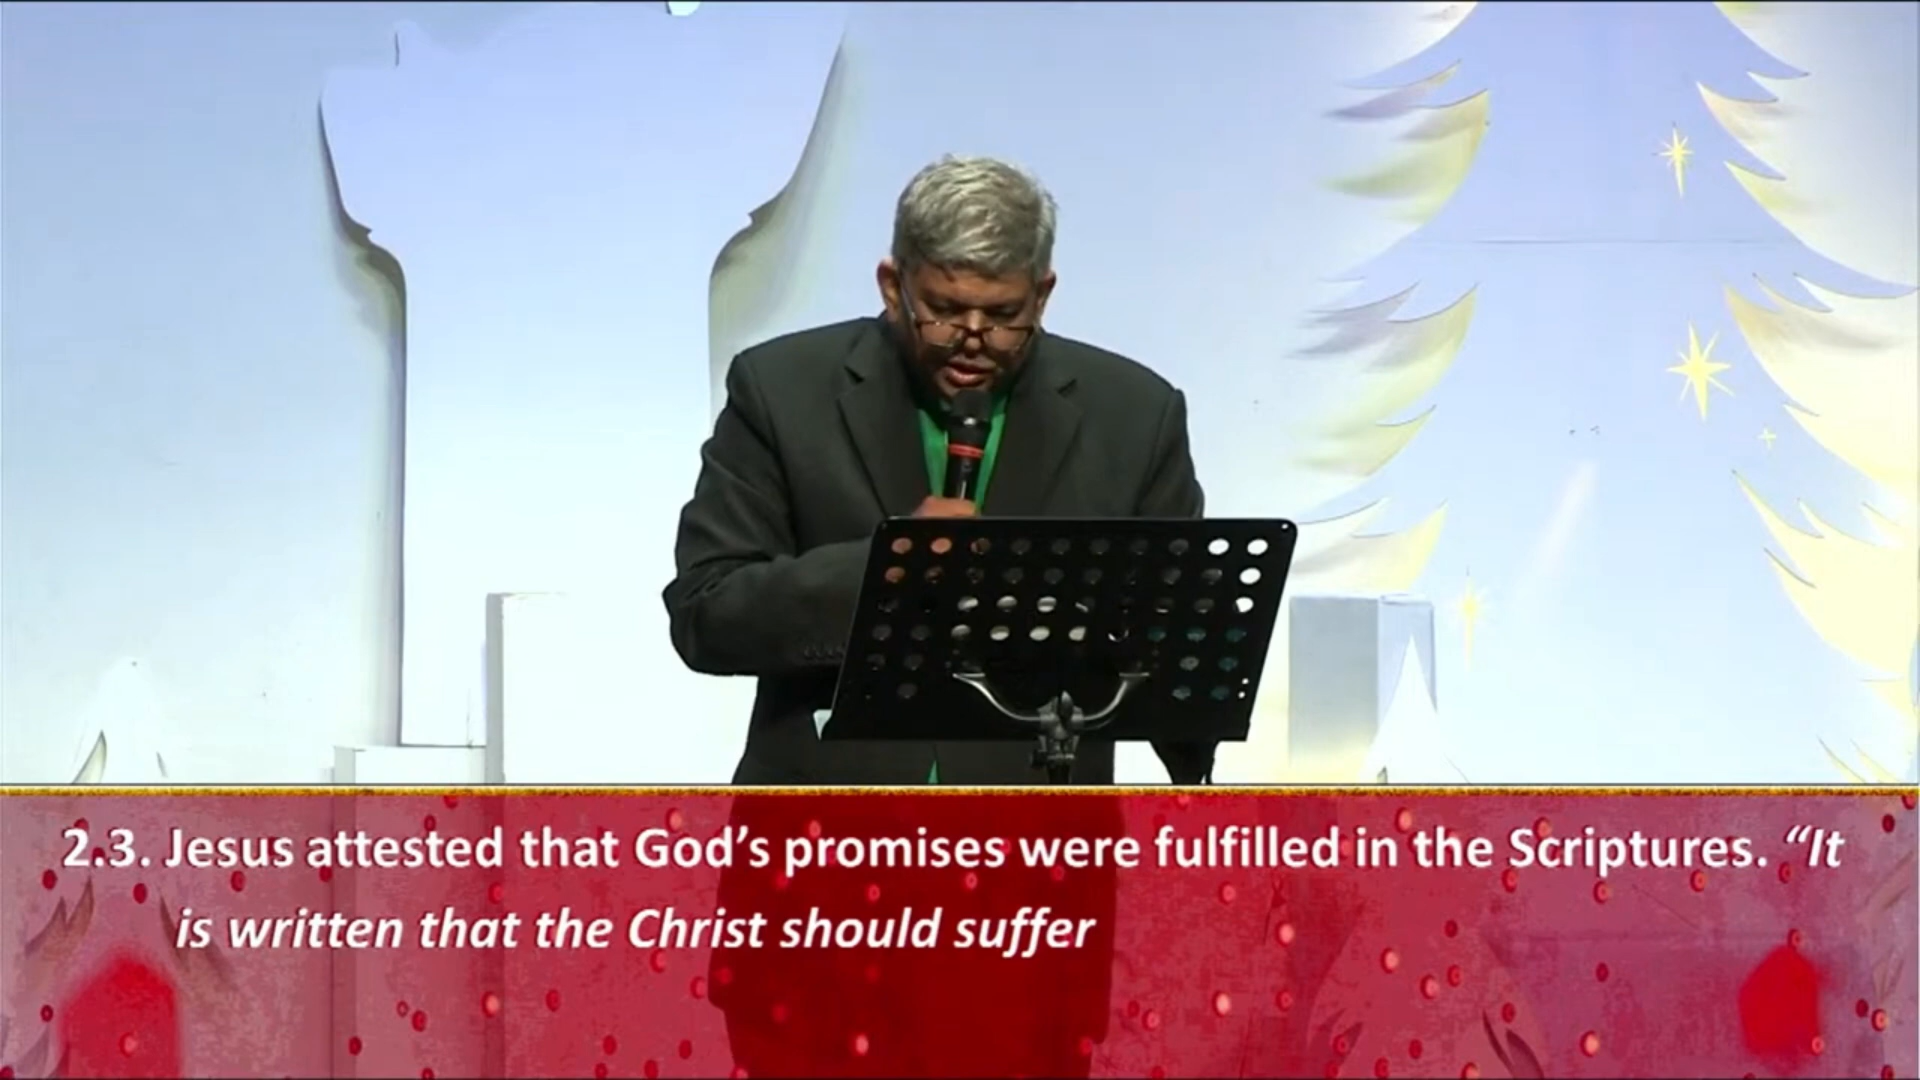 2.3. Jesus attested that God’s promises were fulfilled in the Scriptures. “It
is written that the Christ should suffer